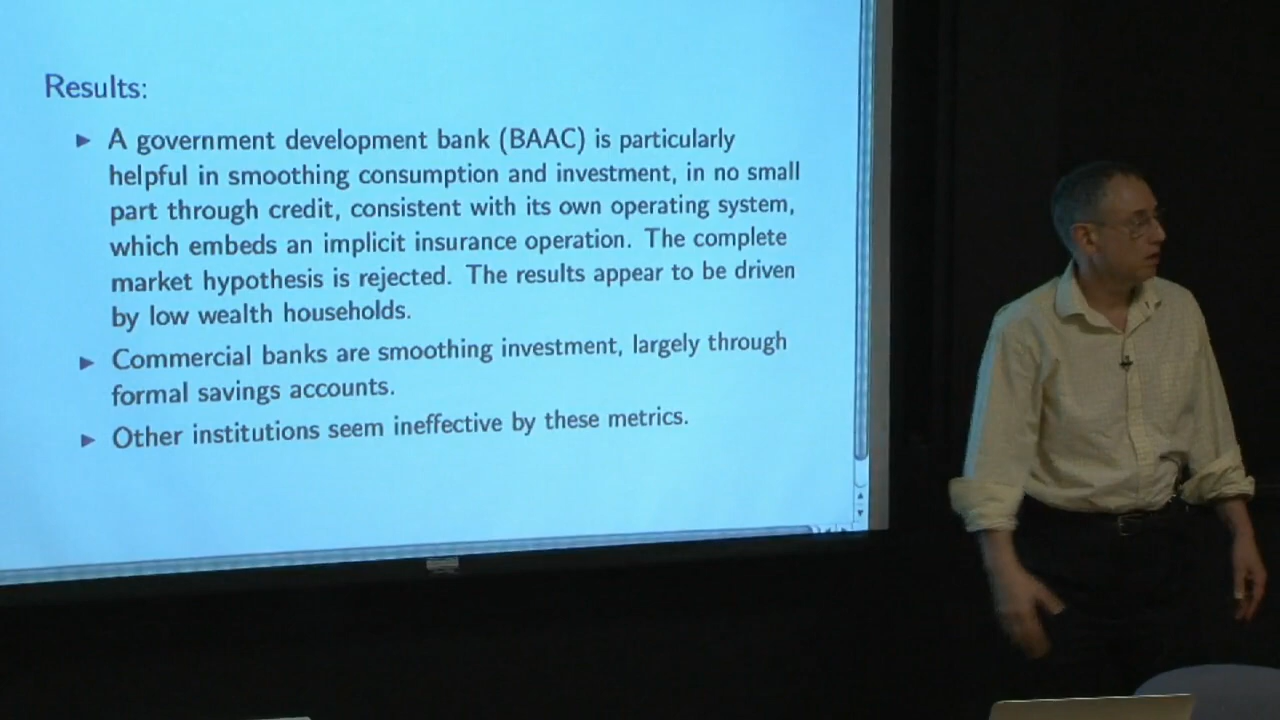 Results:
▶ A government development bank (BAAC) is particularly
helpful in smoothing consumption and investment, in no small
part through credit, consistent with its own operating system,
which embeds an implicit insurance operation. The complete
market hypothesis is rejected. The results appear to be driven
by low wealth households.
▶ Commercial banks are smoothing investment, largely through
formal savings accounts.
▶ Other institutions seem ineffective by these metrics.